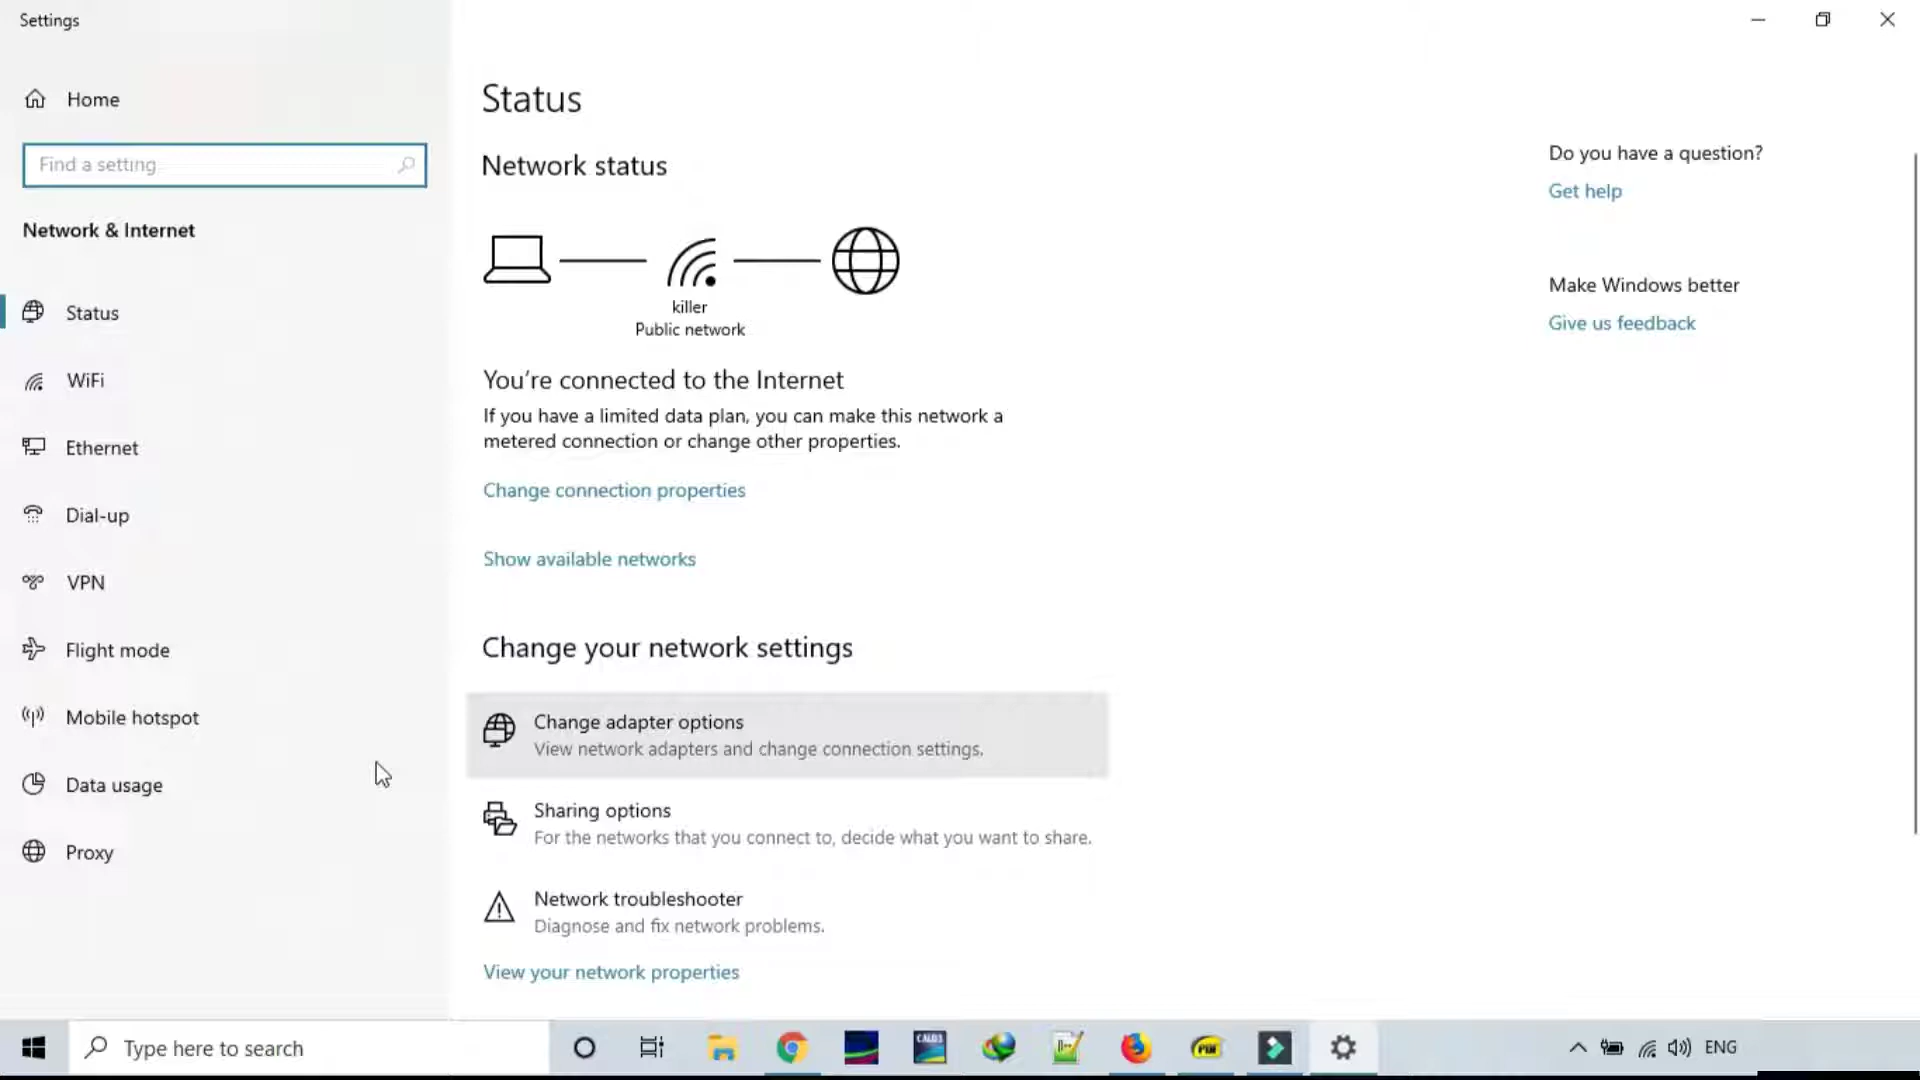 Settings
Home
Find a setting
Network & Internet
Status
WiFi
Ethernet
Dial-up
VPN
Flight mode
Mobile hotspot
Data usage
Proxy
Status
Network status
killer
Public network
You're connected to the Internet
If you have a limited data plan, you can make this network a
metered connection or change other properties.
Change connection properties
Show available networks
Change your network settings
Change adapter options
View network adapters and change connection settings.
Sharing options
For the networks that you connect to, decide what you want to share.
Network troubleshooter
Diagnose and fix network problems.
View your network properties
Do you have a question?
Get help
Make Windows better
Give us feedback
Type here to search
ENG